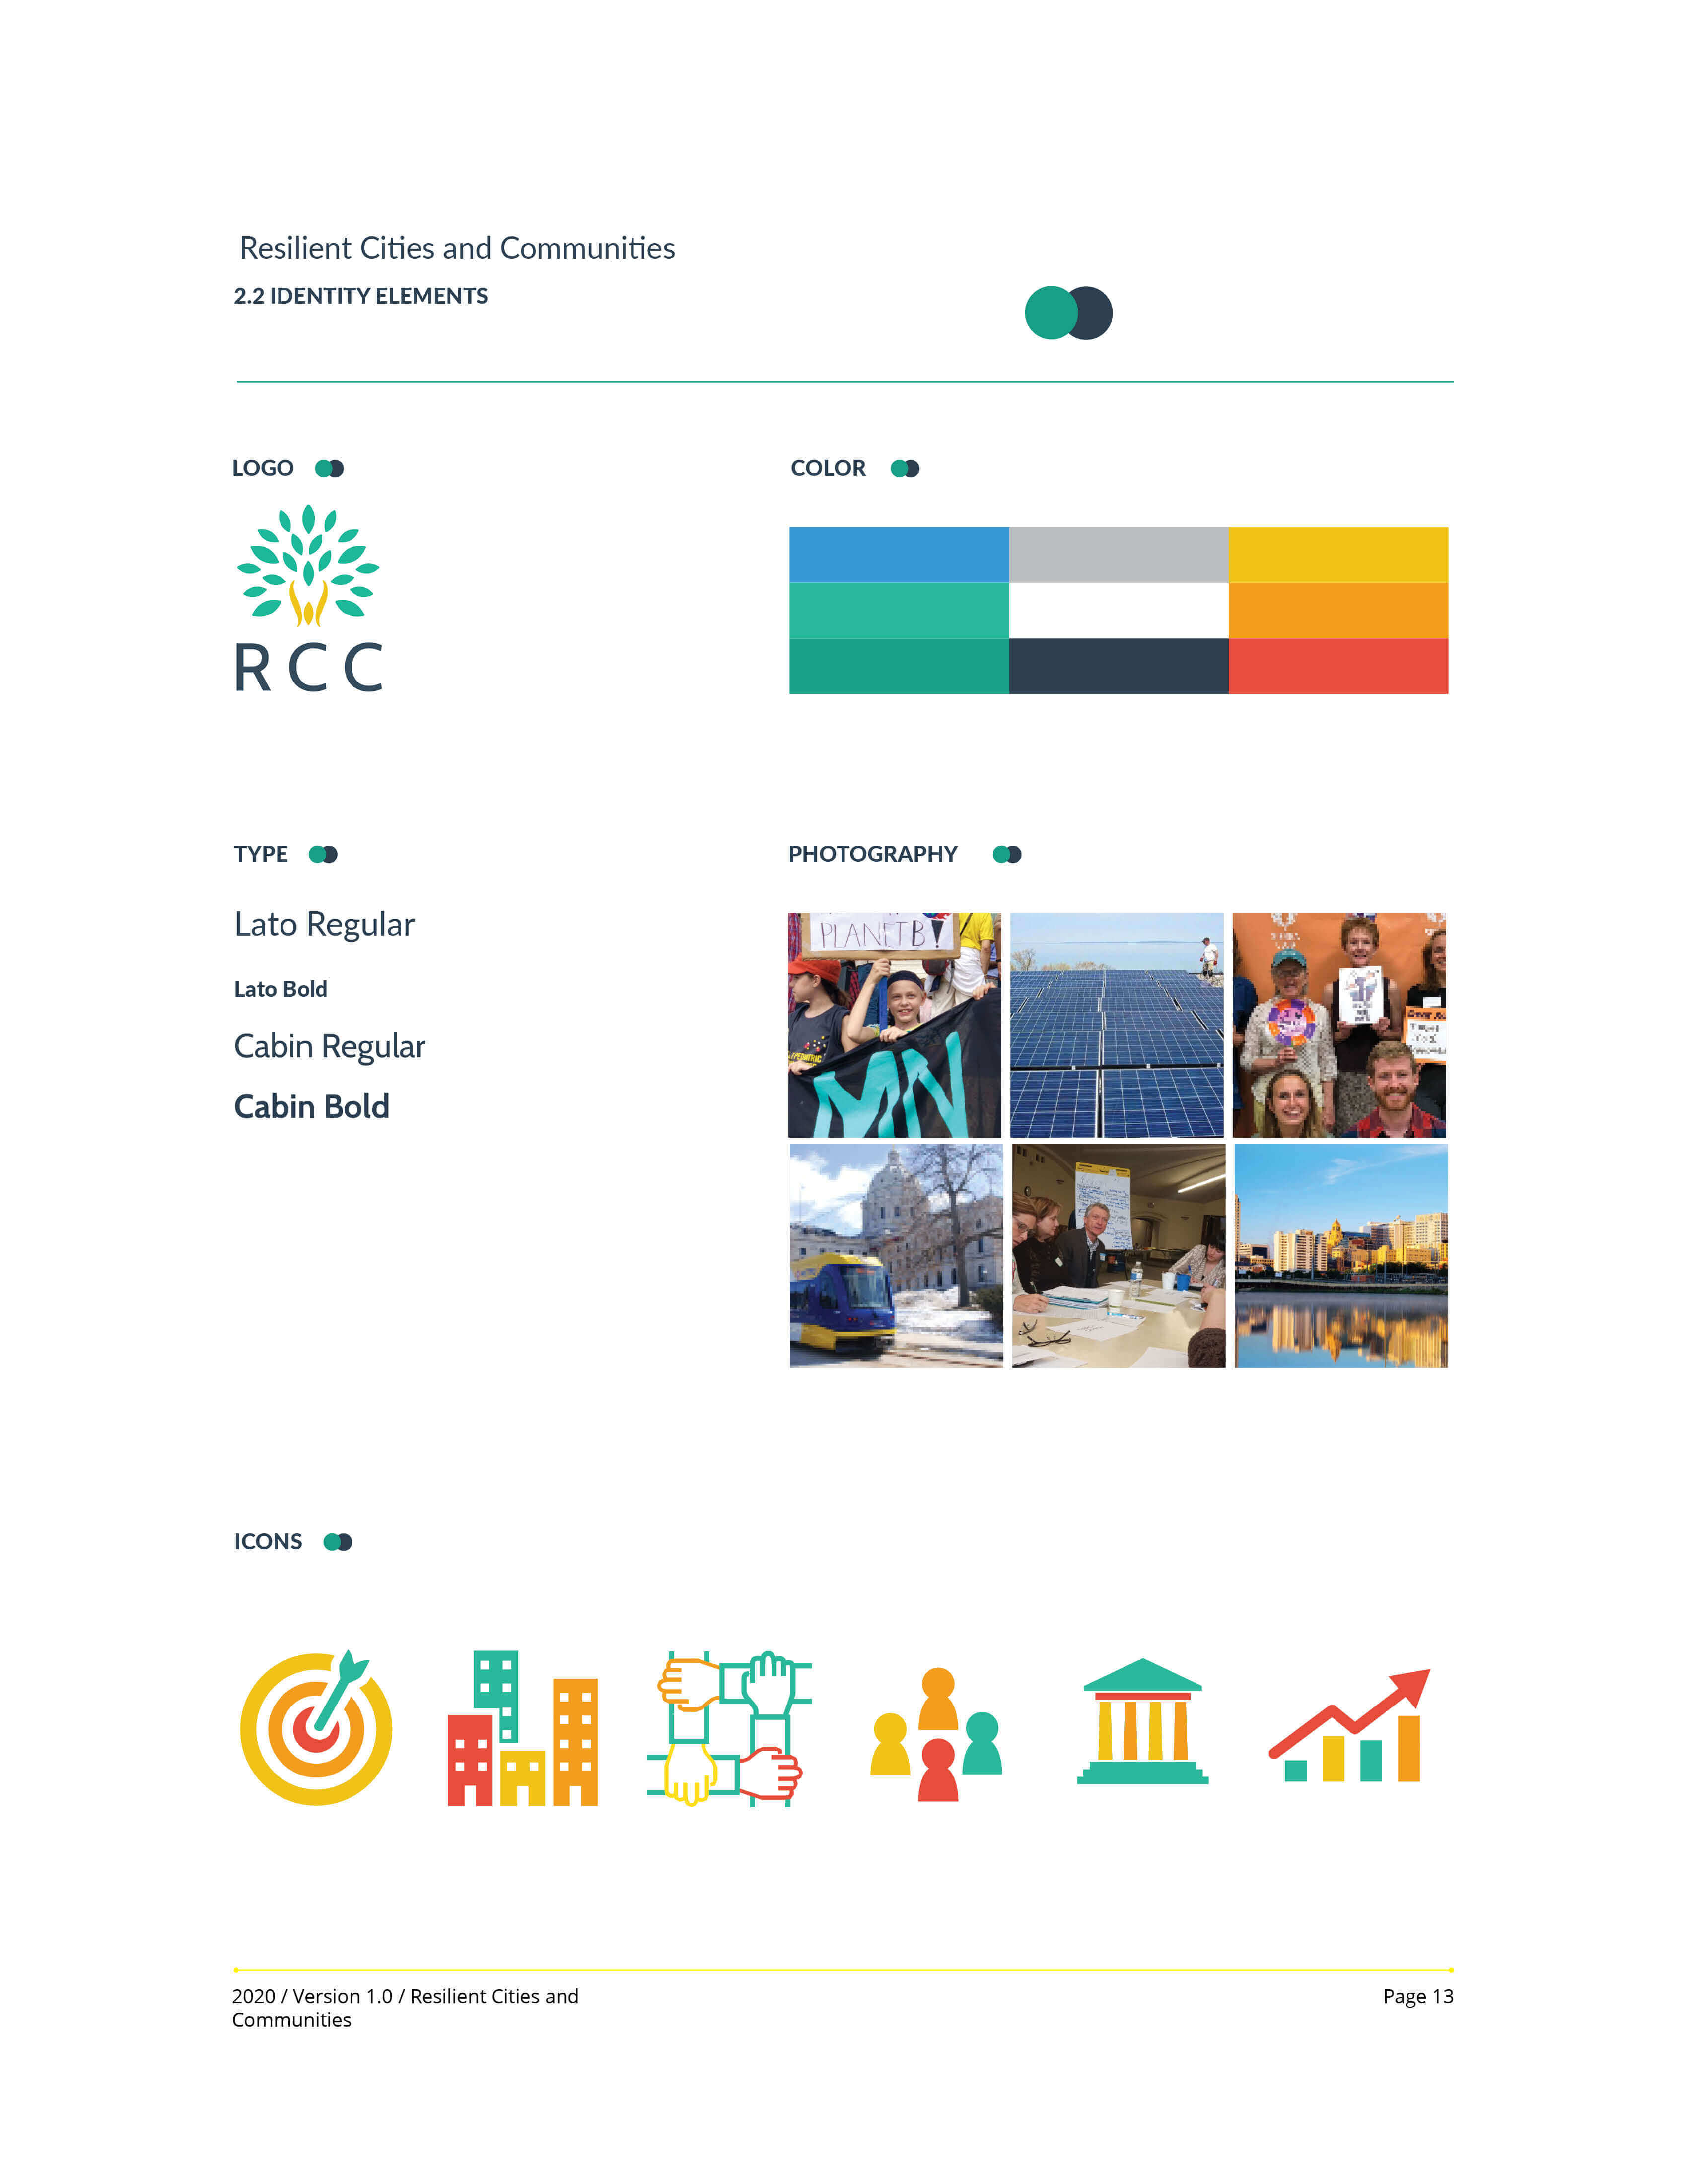 Resilient Cities and Communities
2.2 IDENTITY ELEMENTS
LOGO
COLOR
R C C
TYPE
PHOTOGRAPHY
Lato Regular
Lato Bold
Cabin Regular
Cabin Bold
PLANET B!
MN
ICONS
2020 / Version 1.0 / Resilient Cities and
Communities
Page 13